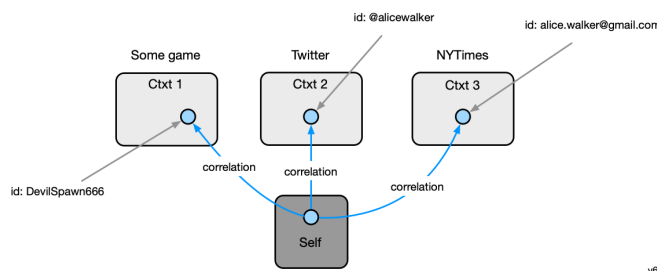 id: @alicewalker
id: alice.walker@gmail.com
Some game
Twitter
NYTimes
Ctxt 1
Ctxt 2
Ctxt 3
correlation
correlation
correlation
id: DevilSpawn666
Self
v6